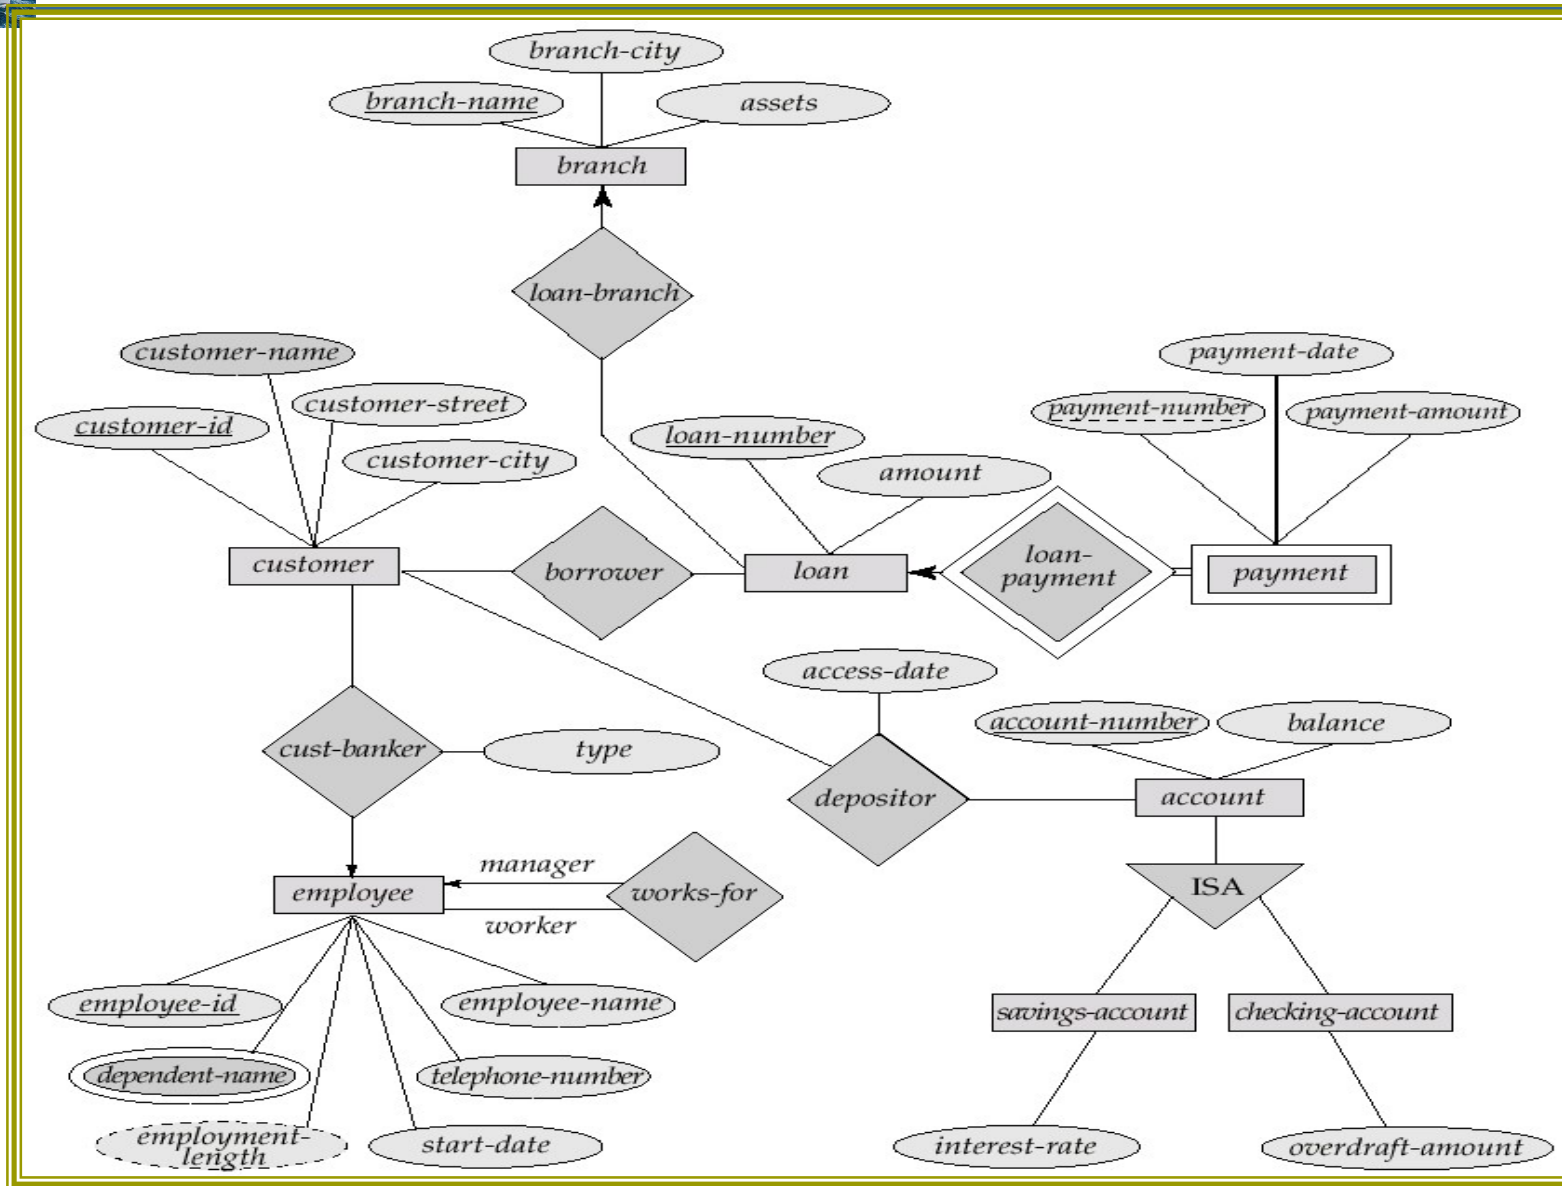 branch-city
branch-name
assets
branch
loan-branch
customer-name
payment-date
customer-street
payment-number
payment-amount
customer-id
loan-number
customer-city
amount
customer
borrower
loan
loan-
payment
payment
access-date
account-number
balance
cust-banker
type
depositor
account
manager
employee
works-for
worker
ISA
employee-id
employee-name
savings-account
checking-account
dependent-name
telephone-number
employment-
length
start-date
interest-rate
overdraft-amount